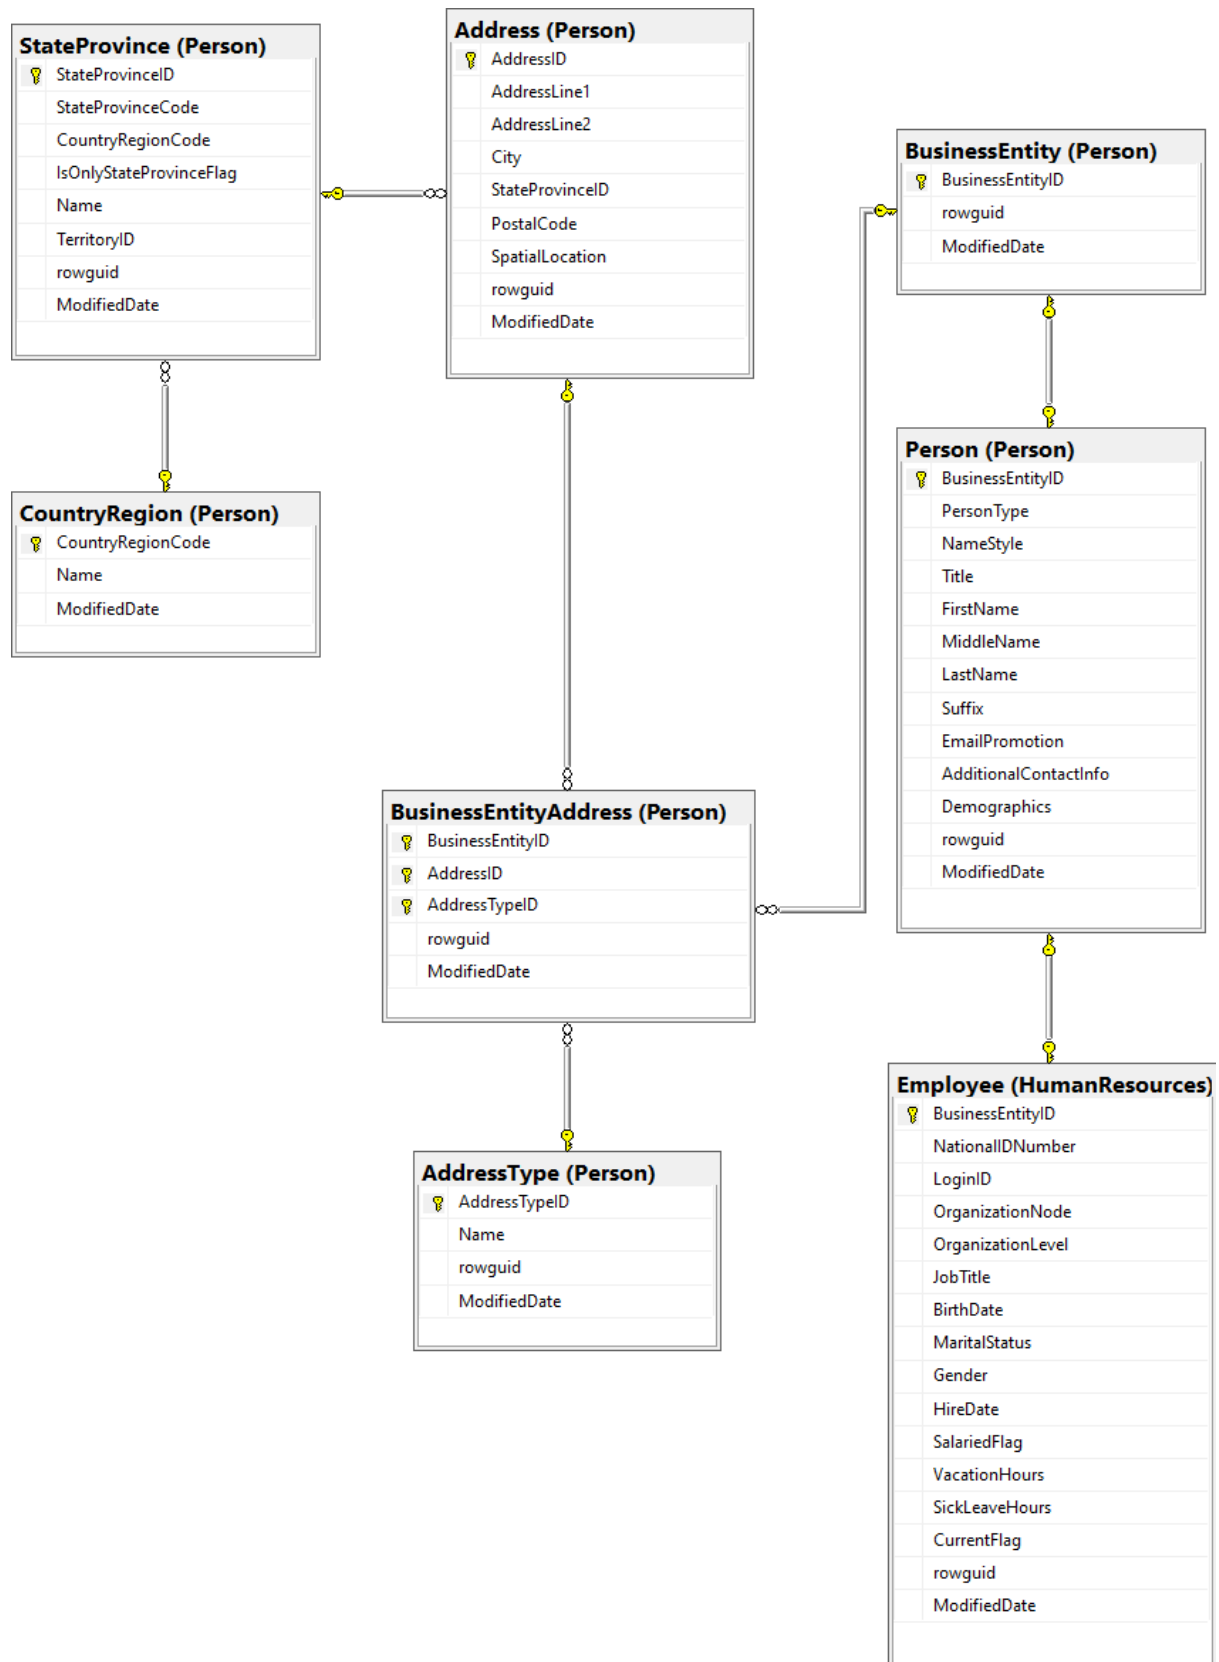 StateProvince (Person)
StateProvinceID
StateProvinceCode
CountryRegionCode
IsOnlyStateProvinceFlag
Name
TerritoryID
rowguid
ModifiedDate
Address (Person)
AddressID
AddressLine1
AddressLine2
City
StateProvinceID
PostalCode
SpatialLocation
rowguid
ModifiedDate
BusinessEntity (Person)
BusinessEntityID
rowguid
ModifiedDate
CountryRegion (Person)
CountryRegionCode
Name
ModifiedDate
Person (Person)
BusinessEntityID
PersonType
NameStyle
Title
FirstName
MiddleName
LastName
Suffix
EmailPromotion
AdditionalContactInfo
Demographics
rowguid
ModifiedDate
BusinessEntityAddress (Person)
BusinessEntityID
AddressID
AddressTypeID
rowguid
ModifiedDate
AddressType (Person)
AddressTypeID
Name
rowguid
ModifiedDate
Employee (HumanResources)
BusinessEntityID
NationalIDNumber
LoginID
OrganizationNode
OrganizationLevel
JobTitle
BirthDate
MaritalStatus
Gender
HireDate
SalariedFlag
VacationHours
SickLeaveHours
CurrentFlag
rowguid
ModifiedDate